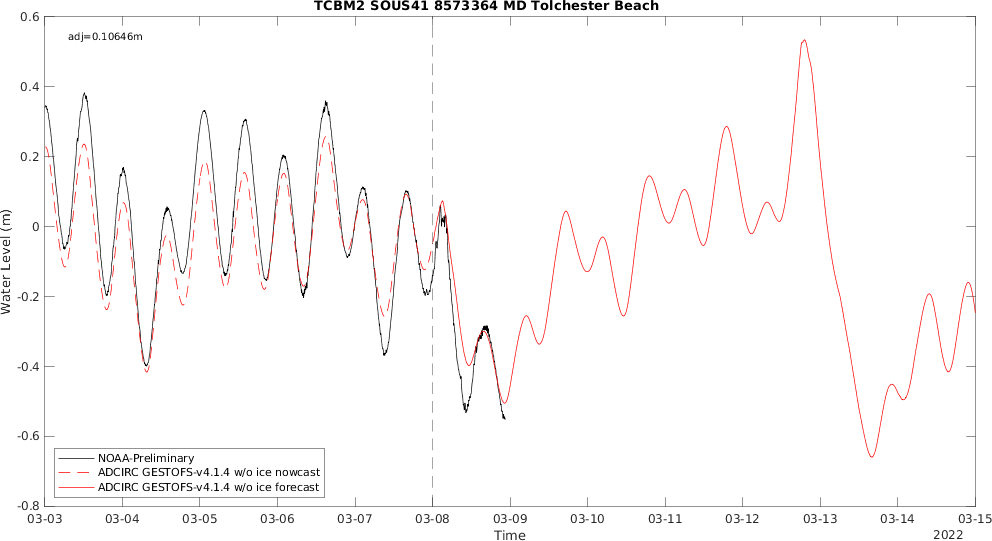 TCBM2 SOUS41 8573364 MD Tolchester Beach
adj=0.10646m
0.6
0.4
0.2
0
-0.2
-0.4
-0.6
-0.8
Water Level (m)
NOAA-Preliminary
ADCIRC GESTOFS-v4.1.4 w/o ice nowcast
ADCIRC GESTOFS-v4.1.4 w/o ice forecast
03-03 03-04 03-05 03-06 03-07 03-08 03-09 03-10 03-11 03-12 03-13 03-14 03-15
Time
2022